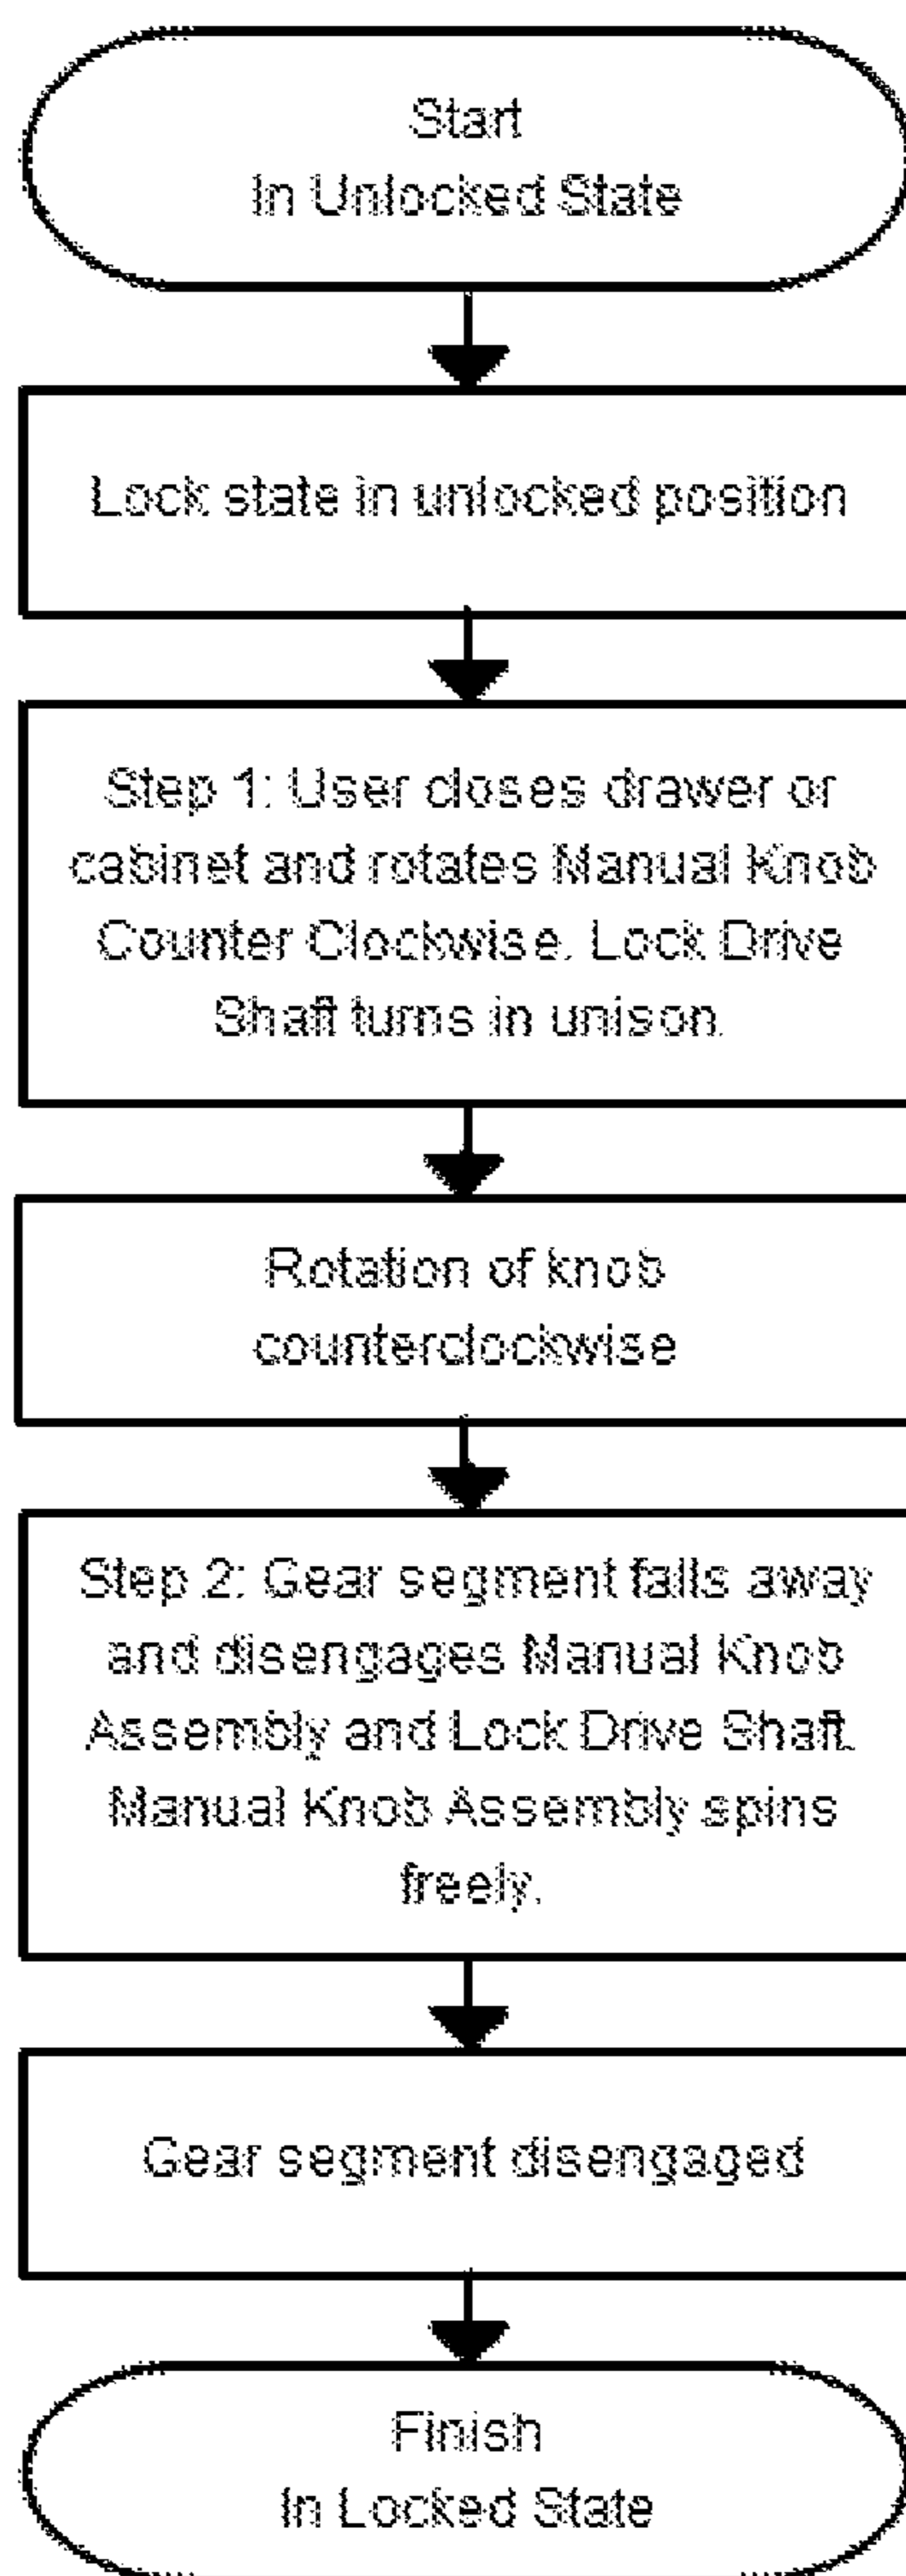 Start
In Unlocked State
Lock state in unlocked position
Step 1: User closes drawer or
cabinet and rotates Manual Knob
Counter Clockwise. Lock Drive
Shaft turns in unison.
Rotation of knob
counterclockwise
Step 2: Gear segment falls away
and disengages Manual Knob
Assembly and Lock Drive Shaft.
Manual Knob Assembly spins
freely.
Gear segment disengaged
Finish
In Locked State